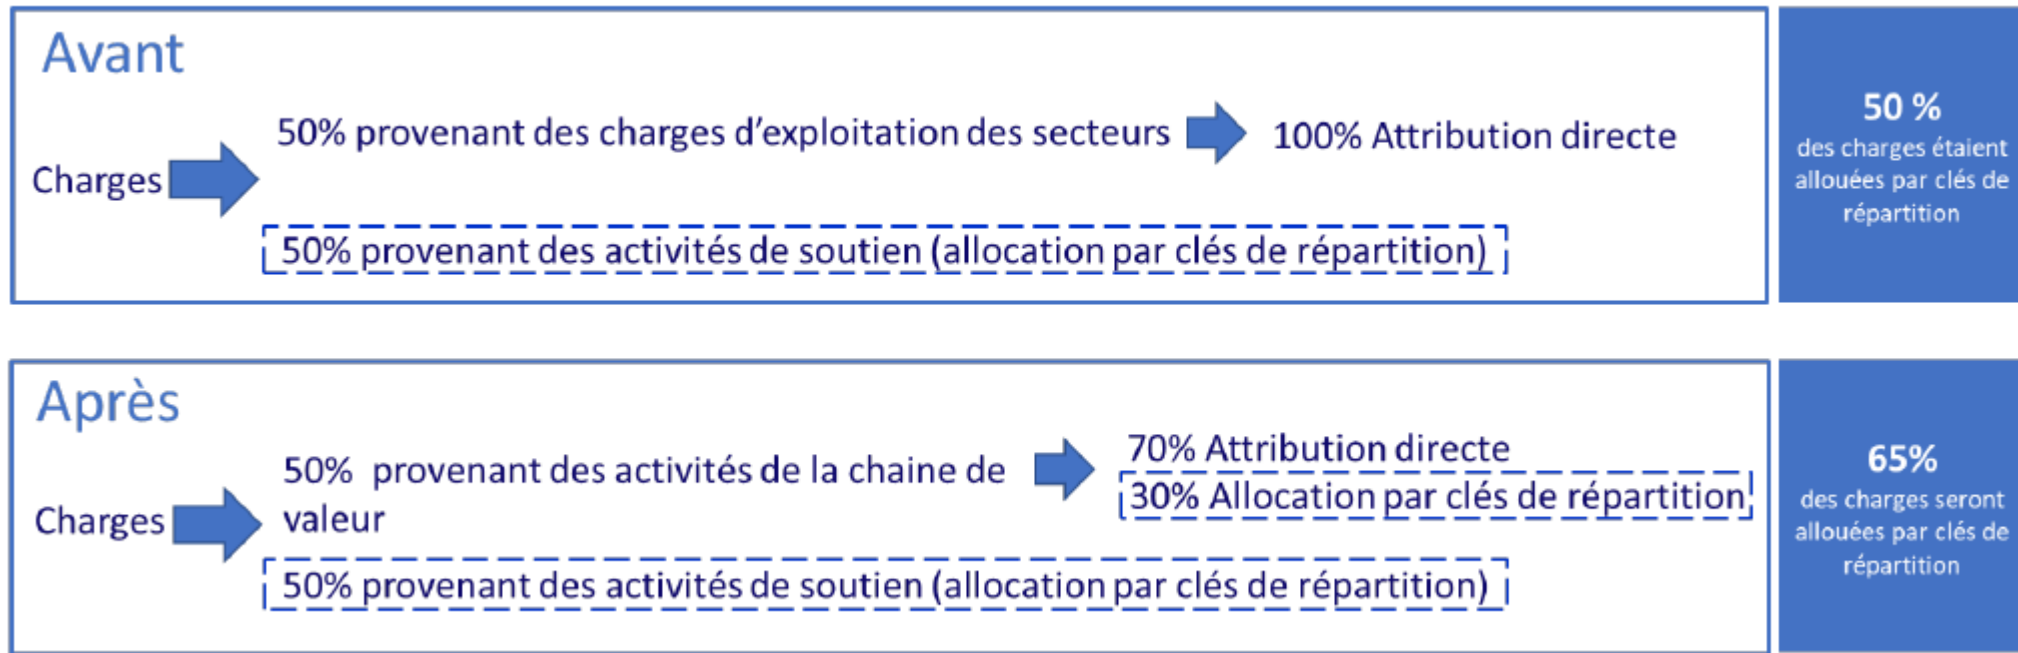 Avant
50% provenant des charges d'exploitation des secteurs
100% Attribution directe
Charges
50% provenant des activités de soutien (allocation par clés de répartition)
50 %
des charges étaient
allouées par clés de
répartition
Après
50% provenant des activités de la chaine de
valeur
70% Attribution directe
30% Allocation par clés de répartition
Charges
50% provenant des activités de soutien (allocation par clés de répartition)
65%
des charges seront
allouées par clés de
répartition